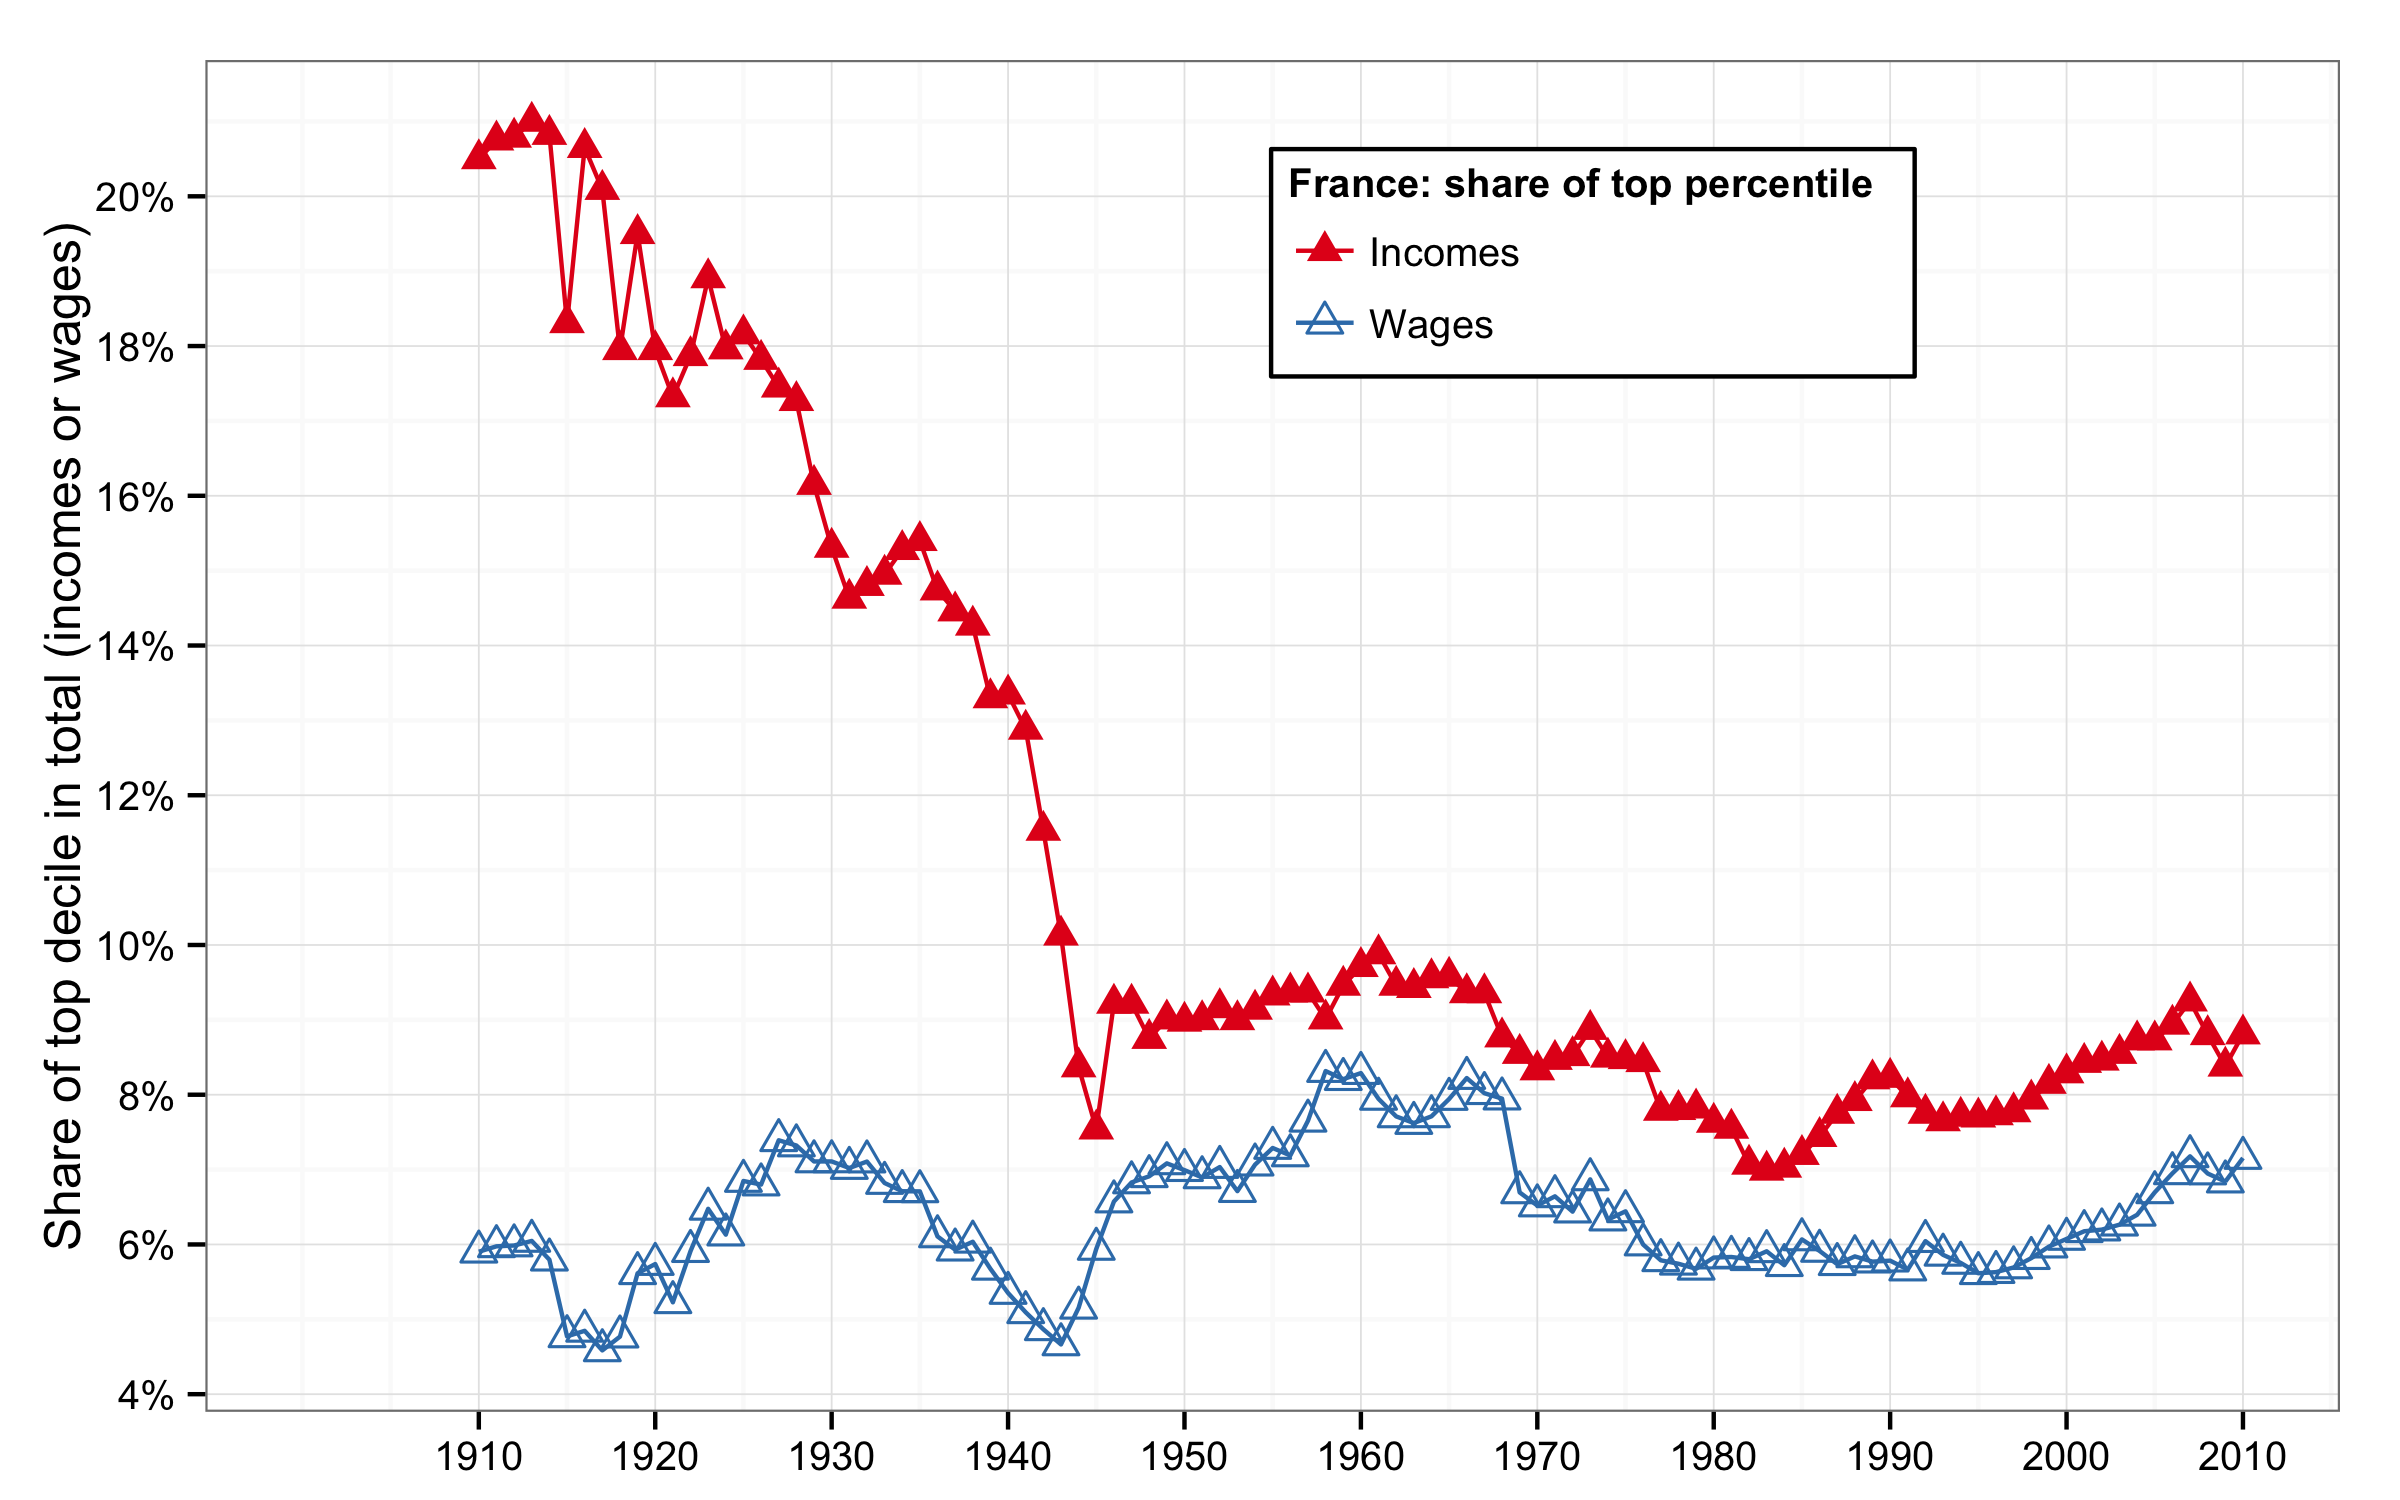 Share of top decile in total (incomes or wages)
20%
18%
16%
14%
12%
10%
8%
6%
4%
France: share of top percentile
Incomes
Wages
1910 1920 1930 1940 1950 1960 1970 1980 1990 2000 2010